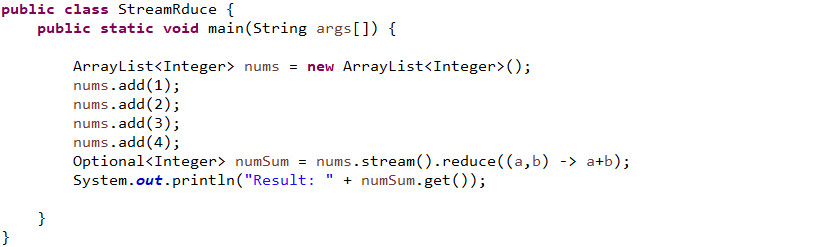 public class StreamRduce {
public static void main(String args[]) {
ArrayList<Integer> nums = new ArrayList<Integer>();
nums.add(1);
nums.add(2);
nums.add(3);
nums.add(4);
Optional<Integer> numSum = nums.stream().reduce((a,b) -> a+b);
System.out.println("Result: " + numSum.get());
}
}